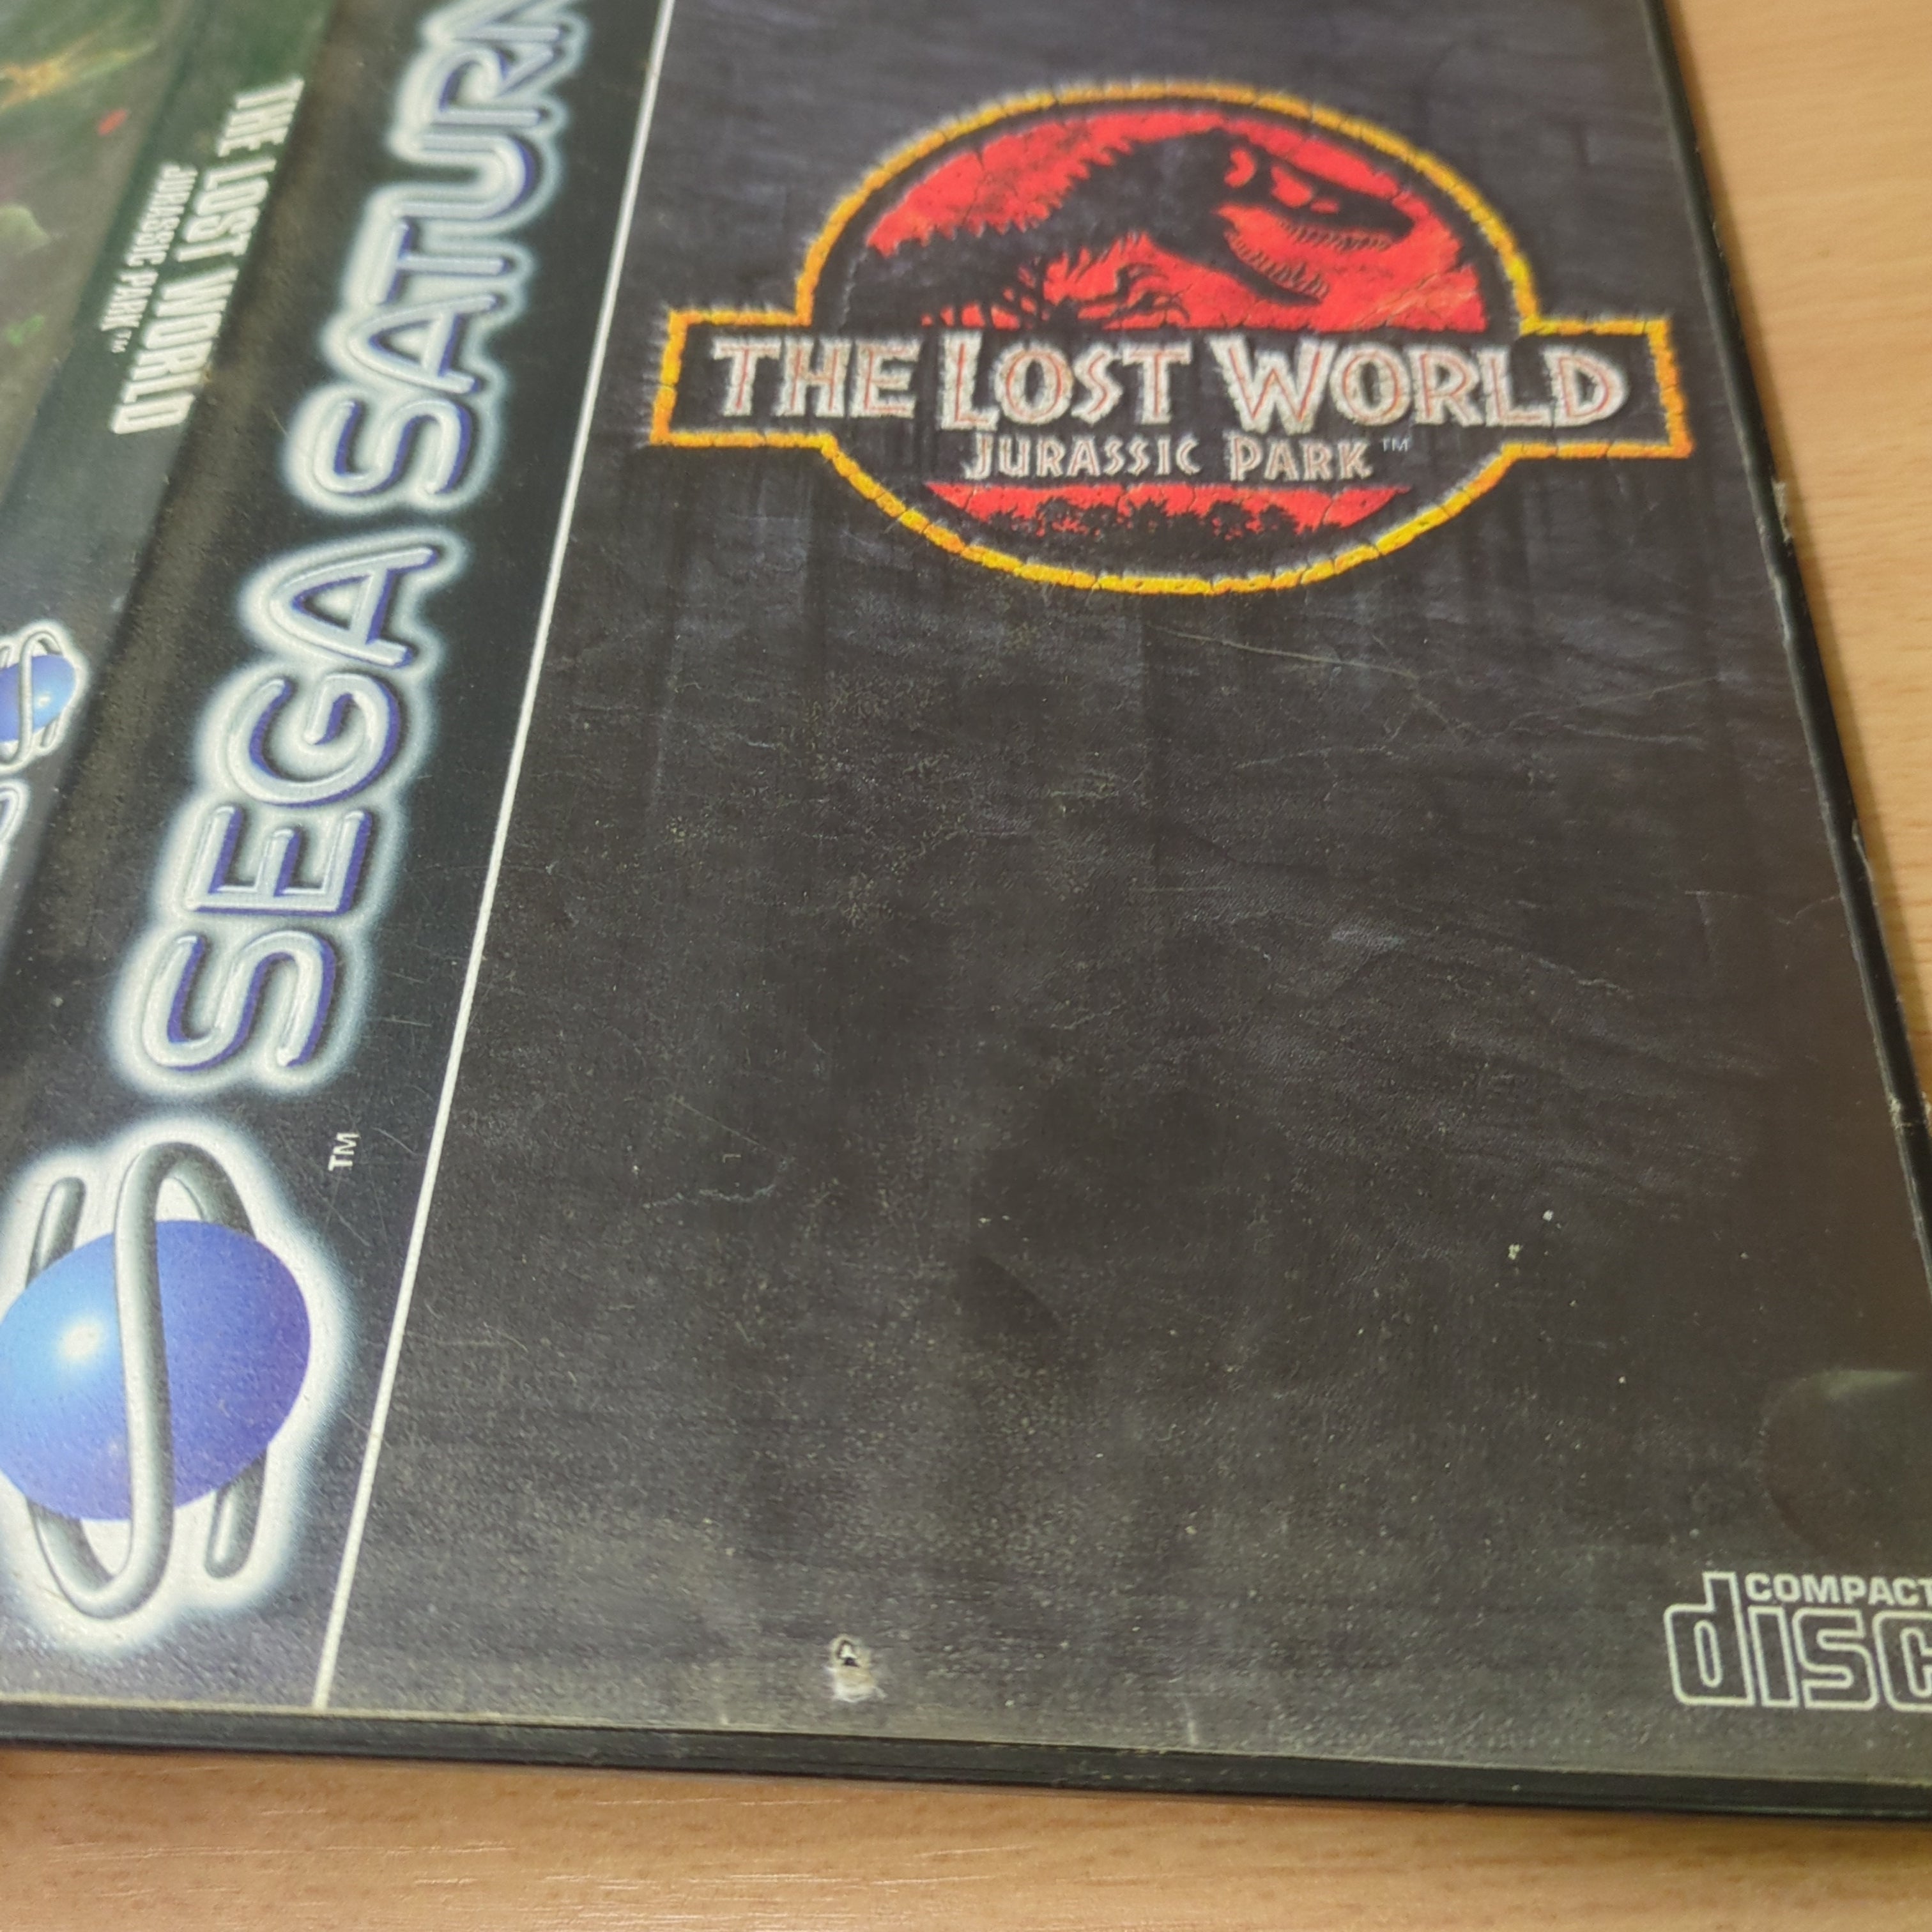 THE LOST WORLD
JURASSIC PARK™
SEGA SATURN
™
THE LOST WORLD
JURASSIC PARK™
COMPACT
disc